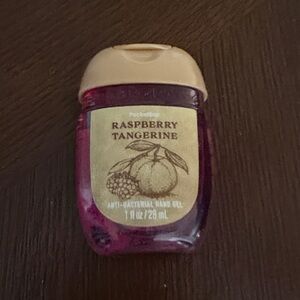 PocketBac
RASPBERRY
TANGERINE
ANTI-BACTERIAL HAND GEL
1 fl oz / 29 mL